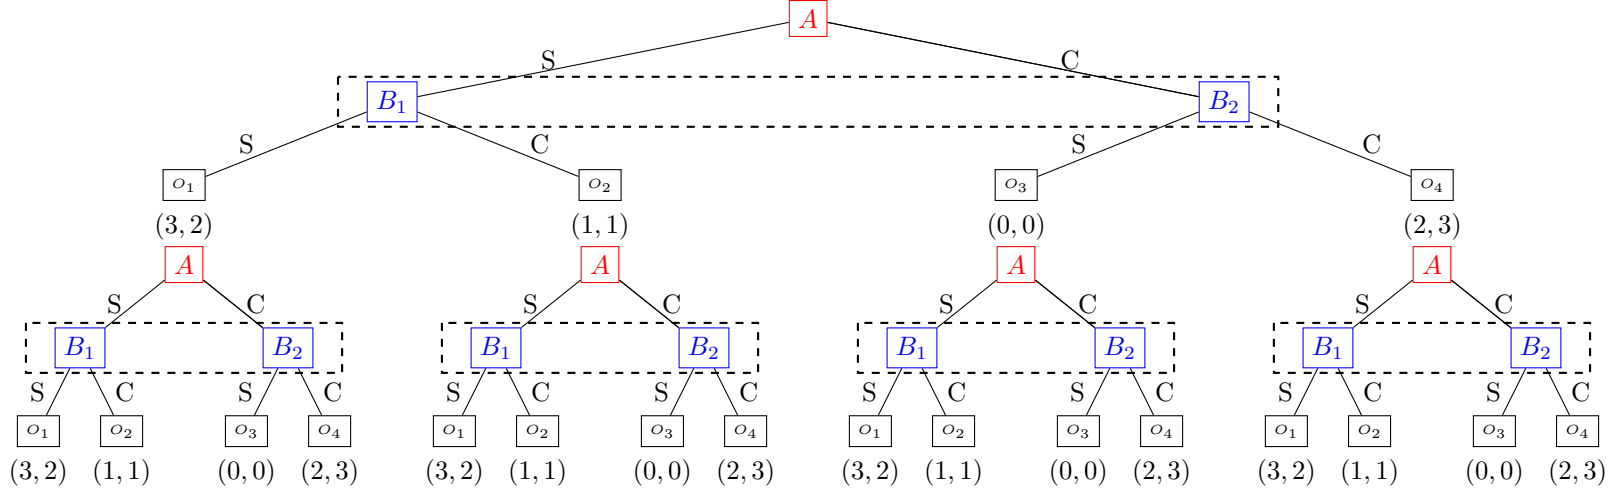 A
S C
B₁ B₂
S C S C
o₁ o₂ o₃ o₄
(3, 2) (1, 1) (0, 0) (2, 3)
A A A A
S C S C S C S C
B₁ B₂ B₁ B₂ B₁ B₂ B₁ B₂
S C S C S C S C S C S C S C S C
o₁ o₂ o₃ o₄ o₁ o₂ o₃ o₄ o₁ o₂ o₃ o₄ o₁ o₂ o₃ o₄
(3, 2) (1, 1) (0, 0) (2, 3) (3, 2) (1, 1) (0, 0) (2, 3) (3, 2) (1, 1) (0, 0) (2, 3) (3, 2) (1, 1) (0, 0) (2, 3)